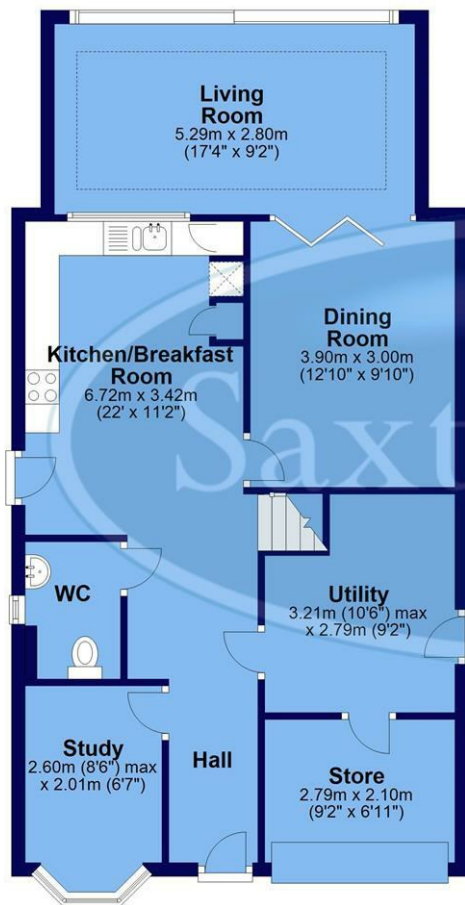 Living
Room
5.29m x 2.80m
(17'4" x 9'2")
Kitchen/Breakfast
Room
6.72m x 3.42m
(22' x 11'2")
Dining
Room
3.90m x 3.00m
(12'10" x 9'10")
Saxt
WC
Utility
3.21m (10'6") max
x 2.79m (9'2")
Study
2.60m (8'6") max
x 2.01m (6'7")
Hall
Store
2.79m x 2.10m
(9'2" x 6'11")